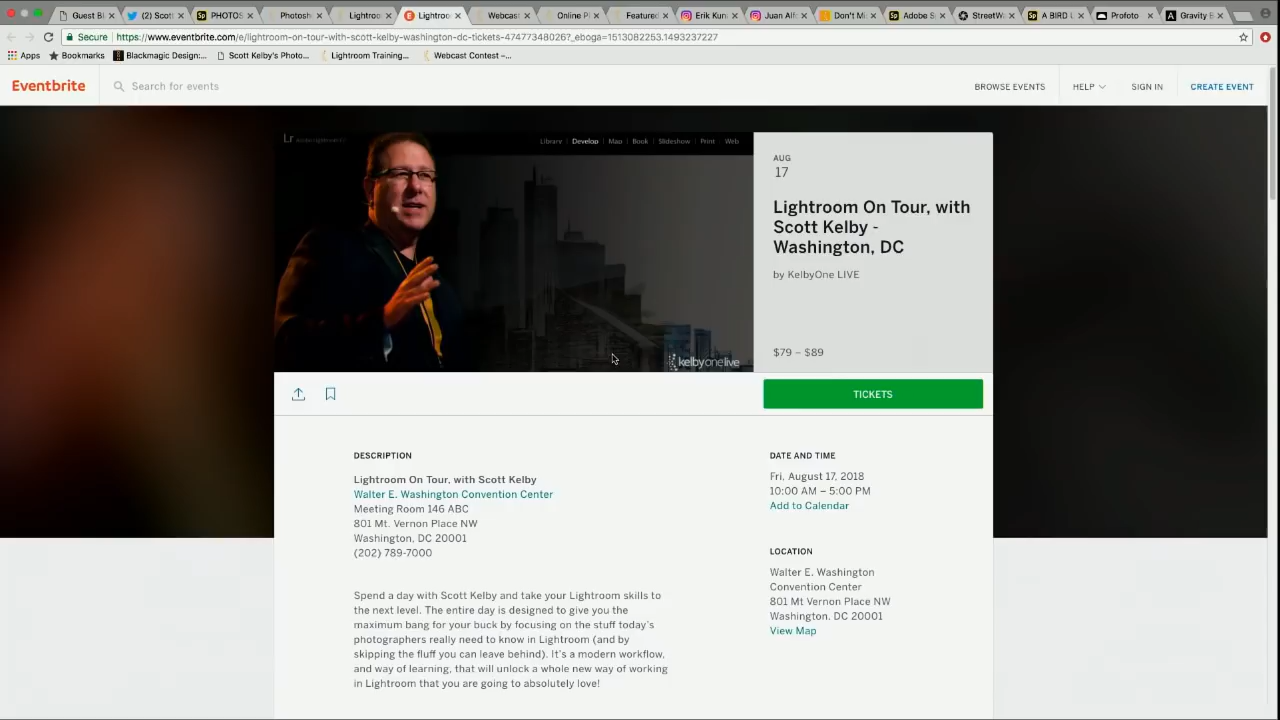 Guest Bl
(2) Scott
PHOTOS
Photosh
Lightroo
Lightroo
Webcast
Online Pl
Featured
Erik Kun
Juan Alf
Don't Mi
Adobe S
StreetW
A BIRD L
Profoto
Gravity B
Secure https://www.eventbrite.com/e/lightroom-on-tour-with-scott-kelby-washington-dc-tickets-47477348026?_eboga=1513082253.1493237227
Apps Bookmarks Blackmagic Design:... Scott Kelby's Photo... Lightroom Training... Webcast Contest –...
Eventbrite Search for events BROWSE EVENTS HELP SIGN IN CREATE EVENT
Lr
Library Develop Map Book Slideshow Print Web
kelbyonelive
AUG
17
Lightroom On Tour, with
Scott Kelby -
Washington, DC
by KelbyOne LIVE
$79 – $89
TICKETS
DESCRIPTION
Lightroom On Tour, with Scott Kelby
Walter E. Washington Convention Center
Meeting Room 146 ABC
801 Mt. Vernon Place NW
Washington, DC 20001
(202) 789-7000
Spend a day with Scott Kelby and take your Lightroom skills to
the next level. The entire day is designed to give you the
maximum bang for your buck by focusing on the stuff today's
photographers really need to know in Lightroom (and by
skipping the fluff you can leave behind). It's a modern workflow,
and way of learning, that will unlock a whole new way of working
in Lightroom that you are going to absolutely love!
DATE AND TIME
Fri, August 17, 2018
10:00 AM – 5:00 PM
Add to Calendar
LOCATION
Walter E. Washington
Convention Center
801 Mt Vernon Place NW
Washington, DC 20001
View Map